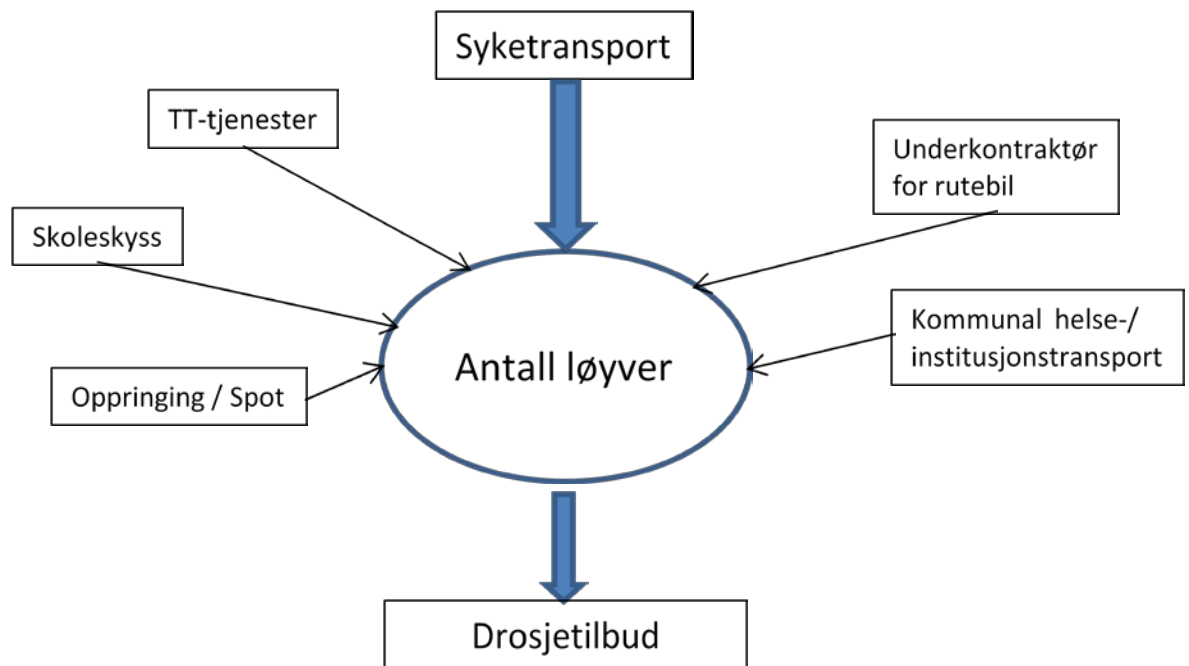 Syketransport
TT-tjenester
Underkontraktør
for rutebil
Skoleskyss
Kommunal helse-/
institusjonstransport
Antall løyver
Oppringing / Spot
Drosjetilbud